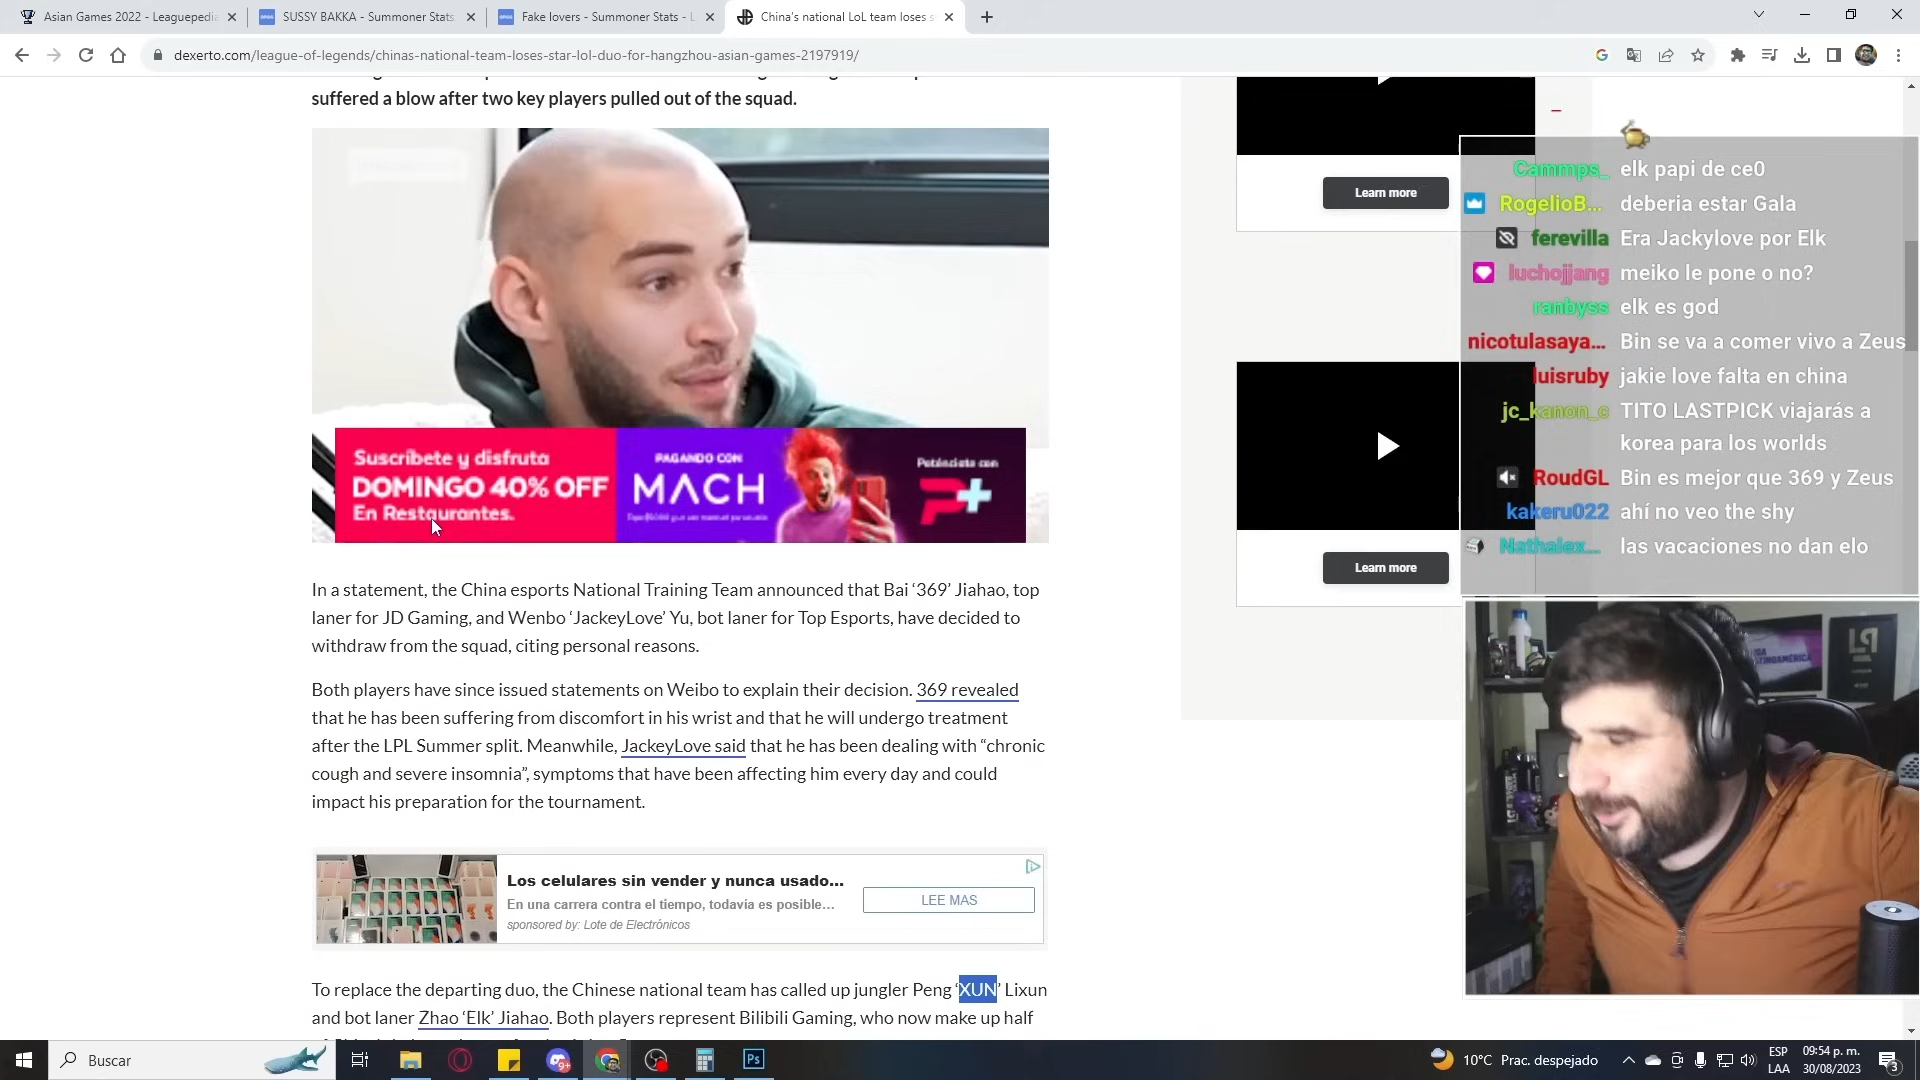 Asian Games 2022 - Leaguepedia
SUSSY BAKKA - Summoner Stats
Fake lovers - Summoner Stats - L
China's national LoL team loses s
dexerto.com/league-of-legends/chinas-national-team-loses-star-lol-duo-for-hangzhou-asian-games-2197919/
suffered a blow after two key players pulled out of the squad.
Suscríbete y disfruta
DOMINGO 40% OFF
En Restaurantes.
PAGANDO CON
MACH
Poténciate con
P+
In a statement, the China esports National Training Team announced that Bai ‘369’ Jiahao, top
laner for JD Gaming, and Wenbo ‘JackeyLove’ Yu, bot laner for Top Esports, have decided to
withdraw from the squad, citing personal reasons.
Both players have since issued statements on Weibo to explain their decision. 369 revealed
that he has been suffering from discomfort in his wrist and that he will undergo treatment
after the LPL Summer split. Meanwhile, JackeyLove said that he has been dealing with “chronic
cough and severe insomnia”, symptoms that have been affecting him every day and could
impact his preparation for the tournament.
Los celulares sin vender y nunca usado...
En una carrera contra el tiempo, todavía es posible...
sponsored by: Lote de Electrónicos
LEE MAS
To replace the departing duo, the Chinese national team has called up jungler Peng ‘XUN’ Lixun
and bot laner Zhao ‘Elk’ Jiahao. Both players represent Bilibili Gaming, who now make up half
Learn more
Learn more
Cammps_ elk papi de ce0
RogelioB... deberia estar Gala
ferevilla Era Jackylove por Elk
luchojjang meiko le pone o no?
ranbyss elk es god
nicotulasaya... Bin se va a comer vivo a Zeus
luisruby jakie love falta en china
jc_kanon_c TITO LASTPICK viajarás a
korea para los worlds
RoudGL Bin es mejor que 369 y Zeus
kakeru022 ahí no veo the shy
Nathalex... las vacaciones no dan elo
Buscar
9+
Ps
10°C Prac. despejado
ESP
LAA
09:54 p. m.
30/08/2023
3